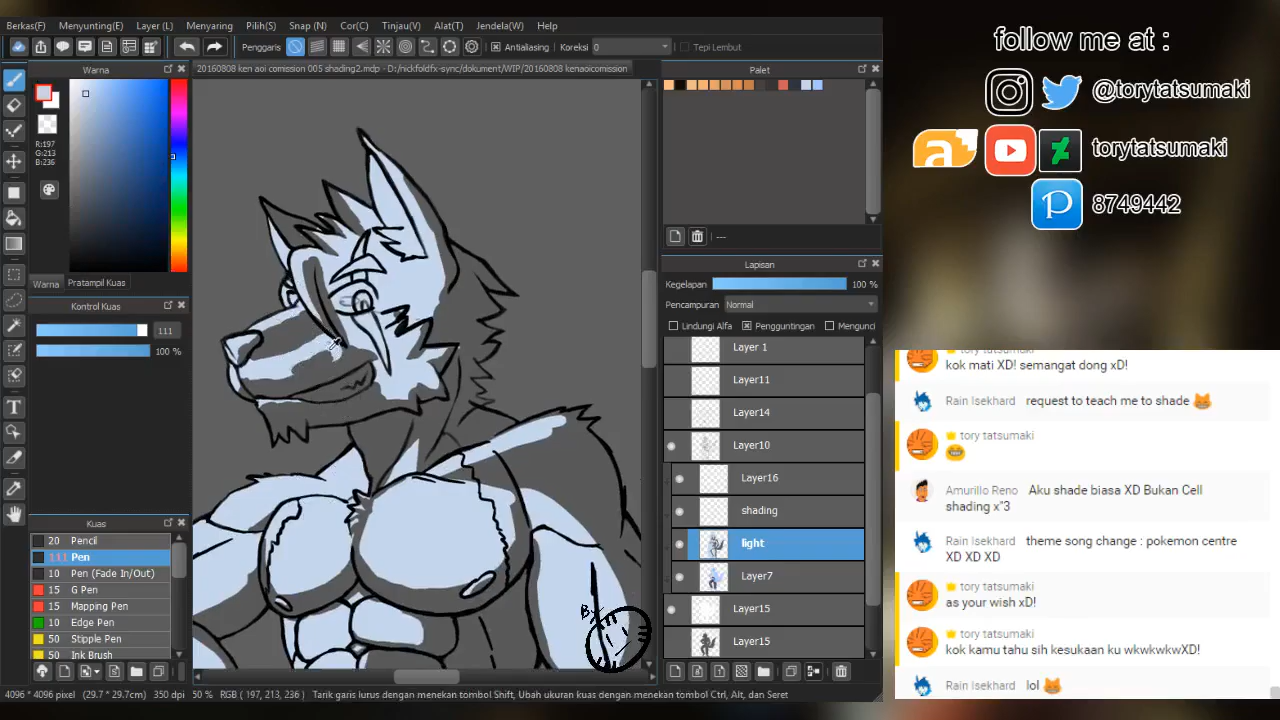 Berkas(F) Menyunting(E) Layer (L) Menyaring Pilih(S) Snap (N) Cor(C) Tinjau(V) Alat(T) Jendela(W) Help
Penggaris Antialiasing Koreksi 0 Tepi Lembut
Warna
20160808 ken aoi comission 005 shading2.mdp - D:/nickfoldfx-sync/dokument/WIP/20160808 kenaoicomission
R:197
G:213
B:236
Warna Pratampil Kuas
Kontrol Kuas
111
100 %
Kuas
20 Pencil
111 Pen
10 Pen (Fade In/Out)
15 G Pen
15 Mapping Pen
10 Edge Pen
50 Stipple Pen
50 Ink Brush
BY
Palet
---
Lapisan
Kegelapan 100 %
Pencampuran Normal
Lindungi Alfa Pengguntingan Mengunci
Layer 1
Layer11
Layer14
Layer10
Layer16
shading
light
Layer7
Layer15
Layer15
4096 * 4096 pixel (29.7 * 29.7cm) 350 dpi 50 % RGB ( 197, 213, 236 ) Tarik garis lurus dengan menekan tombol Shift, Ubah ukuran kuas dengan menekan tombol Ctrl, Alt, dan Seret
follow me at :
@torytatsumaki
torytatsumaki
8749442
tory tatsumaki
kok mati XD! semangat dong xD!
Rain Isekhard request to teach me to shade
tory tatsumaki
Amurillo Reno Aku shade biasa XD Bukan Cell
shading x"3
Rain Isekhard theme song change : pokemon centre
XD XD XD
tory tatsumaki
as your wish xD!
tory tatsumaki
kok kamu tahu sih kesukaan ku wkwkwkwXD!
Rain Isekhard lol